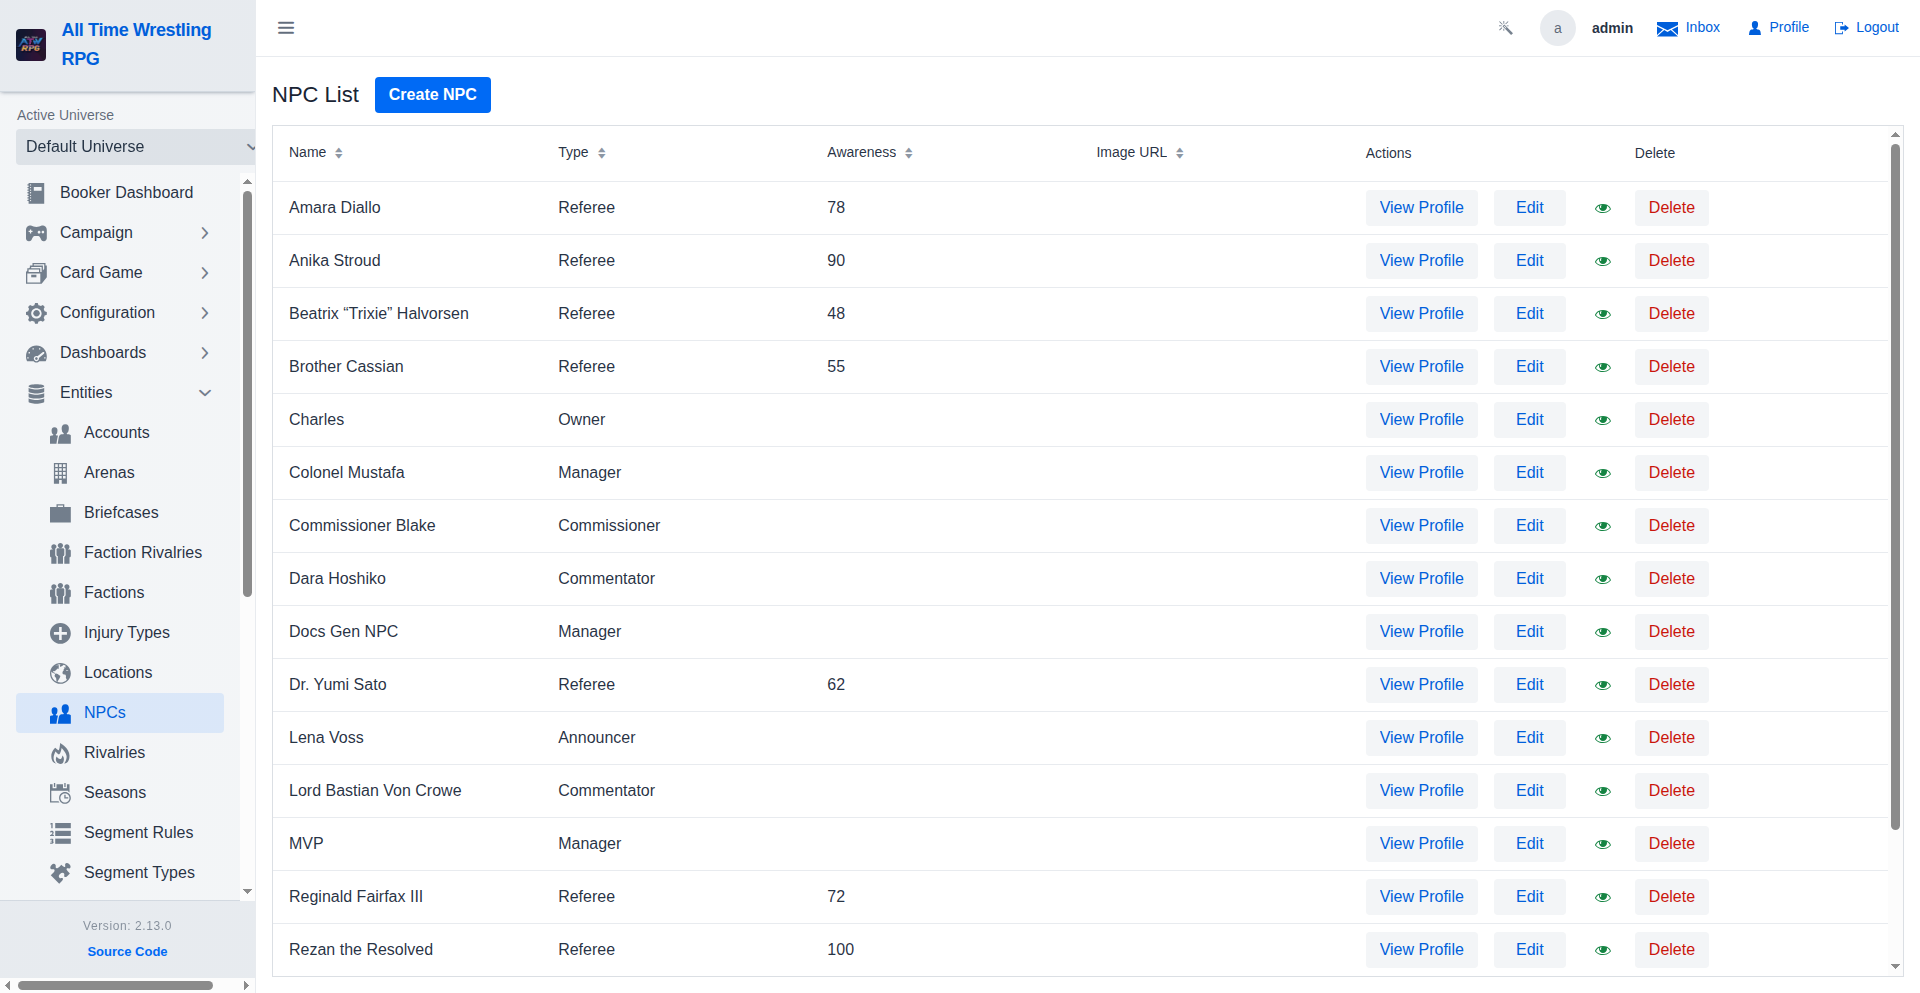 All Time Wrestling
RPG
Active Universe
Default Universe
Booker Dashboard
Campaign
Card Game
Configuration
Dashboards
Entities
Accounts
Arenas
Briefcases
Faction Rivalries
Factions
Injury Types
Locations
NPCs
Rivalries
Seasons
Segment Rules
Segment Types
Version: 2.13.0
Source Code
a admin Inbox Profile Logout
NPC List Create NPC
Name Type Awareness Image URL Actions Delete
Amara Diallo Referee 78 View Profile Edit Delete
Anika Stroud Referee 90 View Profile Edit Delete
Beatrix “Trixie” Halvorsen Referee 48 View Profile Edit Delete
Brother Cassian Referee 55 View Profile Edit Delete
Charles Owner View Profile Edit Delete
Colonel Mustafa Manager View Profile Edit Delete
Commissioner Blake Commissioner View Profile Edit Delete
Dara Hoshiko Commentator View Profile Edit Delete
Docs Gen NPC Manager View Profile Edit Delete
Dr. Yumi Sato Referee 62 View Profile Edit Delete
Lena Voss Announcer View Profile Edit Delete
Lord Bastian Von Crowe Commentator View Profile Edit Delete
MVP Manager View Profile Edit Delete
Reginald Fairfax III Referee 72 View Profile Edit Delete
Rezan the Resolved Referee 100 View Profile Edit Delete